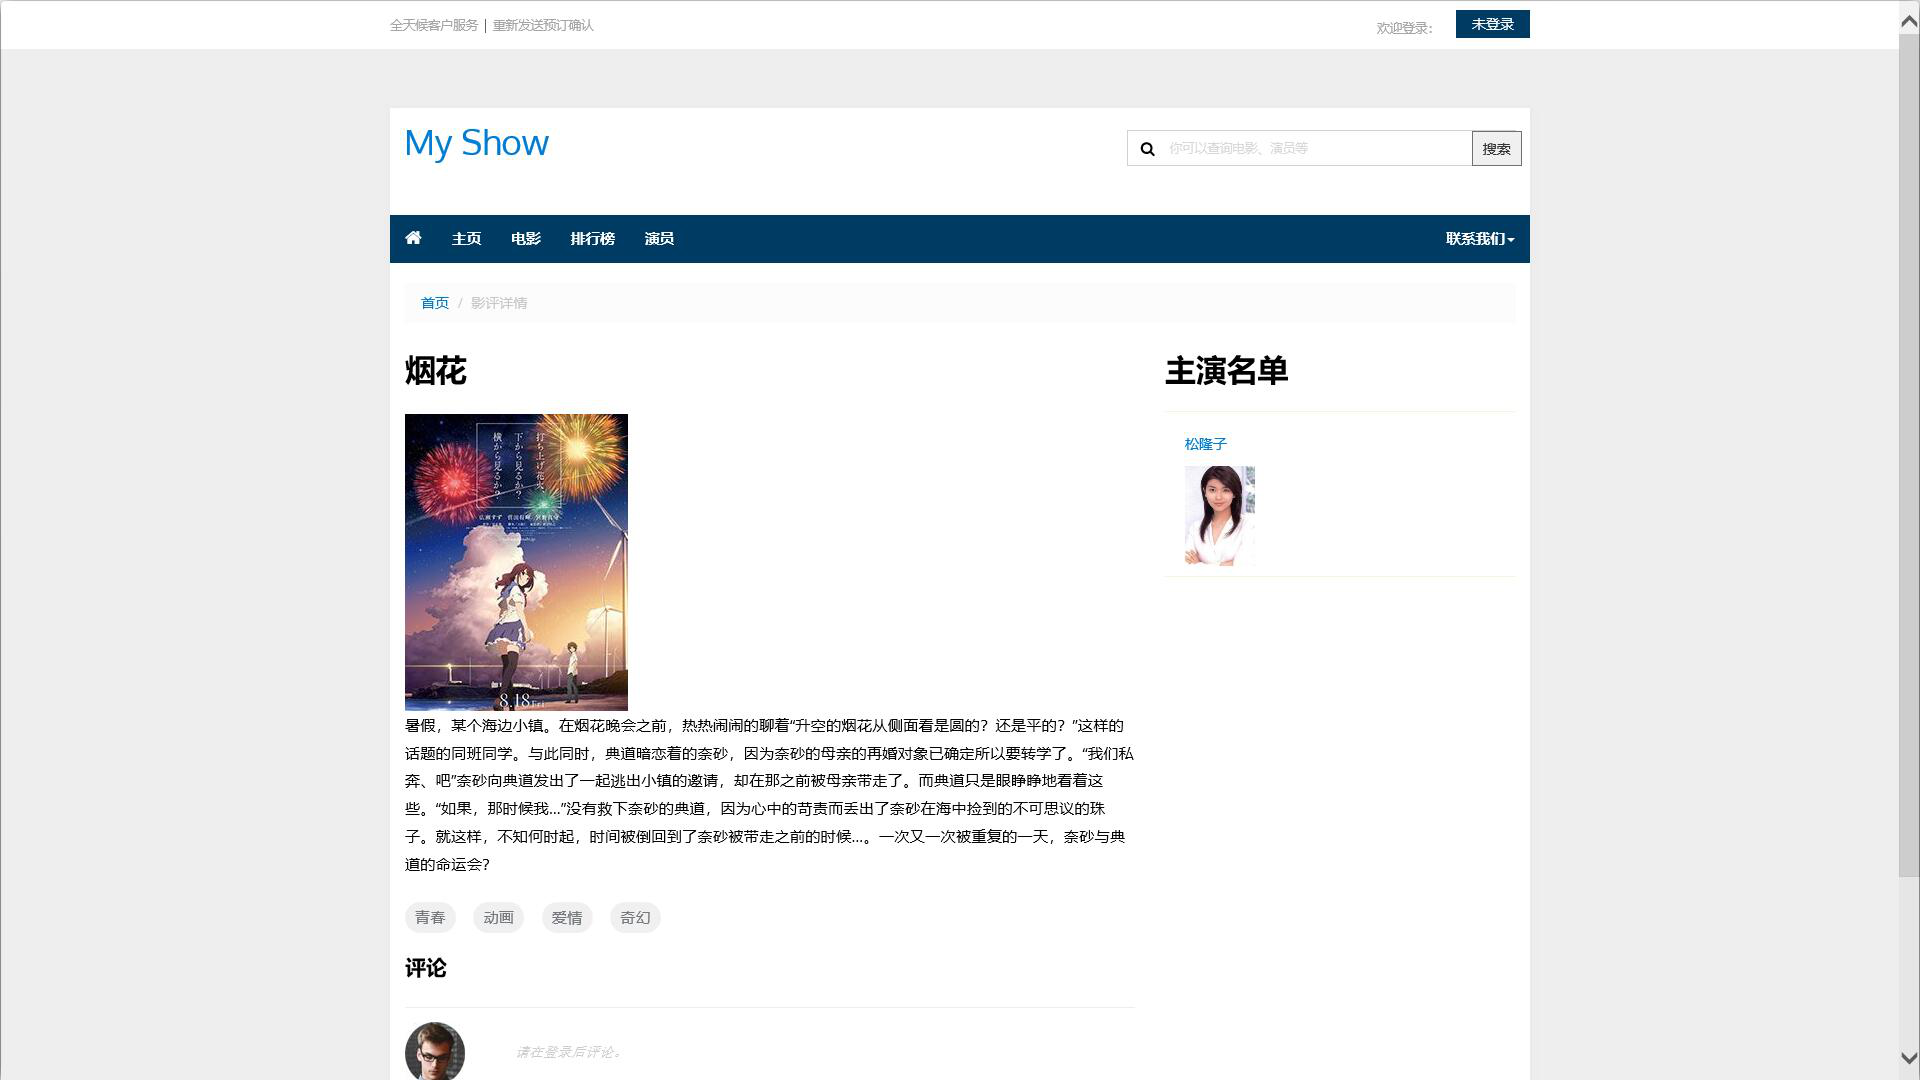 全天候客户服务 | 重新发送预订确认
欢迎登录：
未登录
My Show
你可以查询电影、演员等
搜索
主页
电影
排行榜
演员
联系我们
首页 / 影评详情
烟花
主演名单
松隆子
打ち上げ花火、
下から見るか？
横から見るか？
8.18 Fri
暑假，某个海边小镇。在烟花晚会之前，热热闹闹的聊着“升空的烟花从侧面看是圆的？还是平的？”这样的
话题的同班同学。与此同时，典道暗恋着的奈砂，因为奈砂的母亲的再婚对象已确定所以要转学了。“我们私
奔、吧”奈砂向典道发出了一起逃出小镇的邀请，却在那之前被母亲带走了。而典道只是眼睁睁地看着这
些。“如果，那时候我...”没有救下奈砂的典道，因为心中的苛责而丢出了奈砂在海中捡到的不可思议的珠
子。就这样，不知何时起，时间被倒回到了奈砂被带走之前的时候...。一次又一次被重复的一天，奈砂与典
道的命运会？
青春
动画
爱情
奇幻
评论
请在登录后评论。